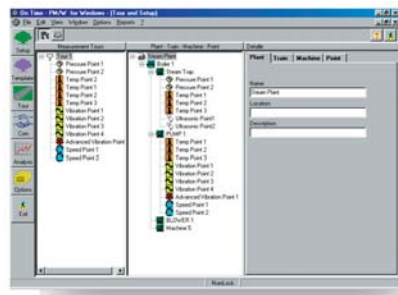 On Time - PM/W for Windows - [Tour and Setup]
File Edit View Window Options Reports ?
Measurement Tours
Plant - Train - Machine - Point
Details
Setup
Template
Tour
Com
Analysis
Options
Exit
Tour 1
Pressure Point 1
Pressure Point 2
Temp Point 1
Temp Point 2
Temp Point 3
Vibration Point 1
Vibration Point 2
Vibration Point 3
Vibration Point 4
Advanced Vibration Point
Speed Point 1
Speed Point 2
Steam Plant
Boiler 1
Steam Trap
Pressure Point 1
Pressure Point 2
Temp Point 1
Temp Point 2
Ultrasonic Point1
Ultrasonic Point2
PUMP 1
Temp Point 1
Temp Point 2
Temp Point 3
Vibration Point 1
Vibration Point 2
Vibration Point 3
Vibration Point 4
Advanced Vibration Point 1
Speed Point 1
Speed Point 2
BLOWER 1
Machine 5
Plant Train Machine Point
Name
Steam Plant
Location
Description
NumLock